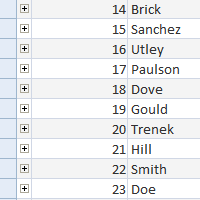 14 Brick
15 Sanchez
16 Utley
17 Paulson
18 Dove
19 Gould
20 Trenek
21 Hill
22 Smith
23 Doe